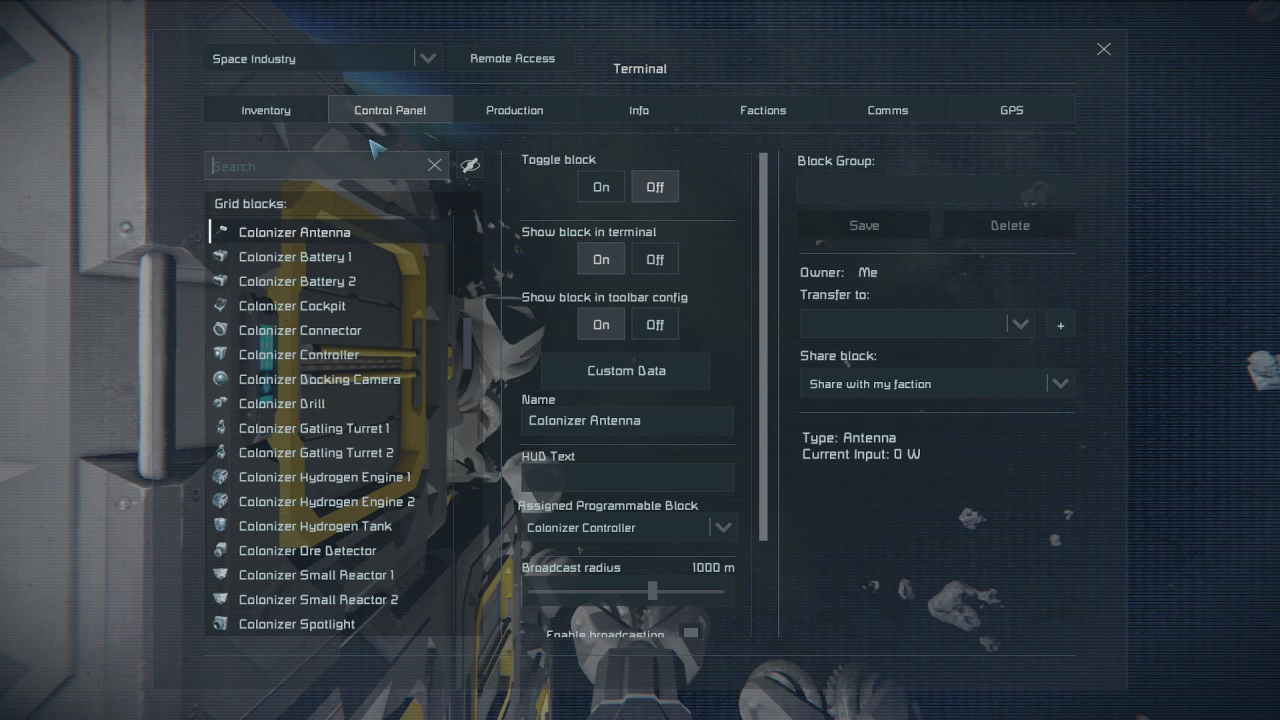 Space Industry
Remote Access
Terminal
Inventory
Control Panel
Production
Info
Factions
Comms
GPS
Search
Grid blocks:
Colonizer Antenna
Colonizer Battery 1
Colonizer Battery 2
Colonizer Cockpit
Colonizer Connector
Colonizer Controller
Colonizer Docking Camera
Colonizer Drill
Colonizer Gatling Turret 1
Colonizer Gatling Turret 2
Colonizer Hydrogen Engine 1
Colonizer Hydrogen Engine 2
Colonizer Hydrogen Tank
Colonizer Ore Detector
Colonizer Small Reactor 1
Colonizer Small Reactor 2
Colonizer Spotlight
Toggle block
On Off
Show block in terminal
On Off
Show block in toolbar config
On Off
Custom Data
Name
Colonizer Antenna
HUD Text
Assigned Programmable Block
Colonizer Controller
Broadcast radius 1000 m
Enable broadcasting
Block Group:
Save Delete
Owner: Me
Transfer to:
+
Share block:
Share with my faction
Type: Antenna
Current Input: 0 W